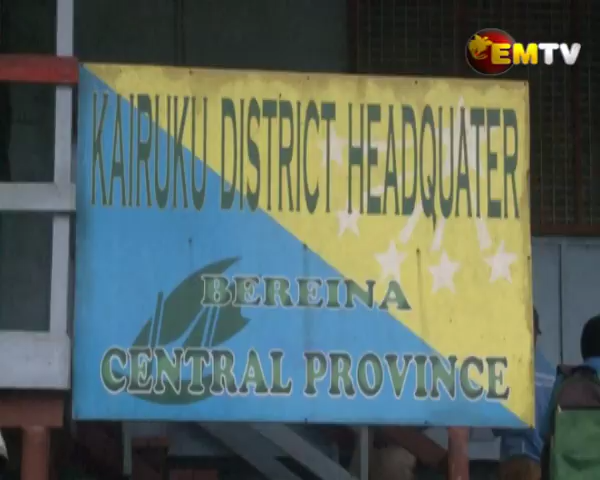 EMTV
KAIRUKU DISTRICT HEADQUATER
BEREINA
CENTRAL PROVINCE